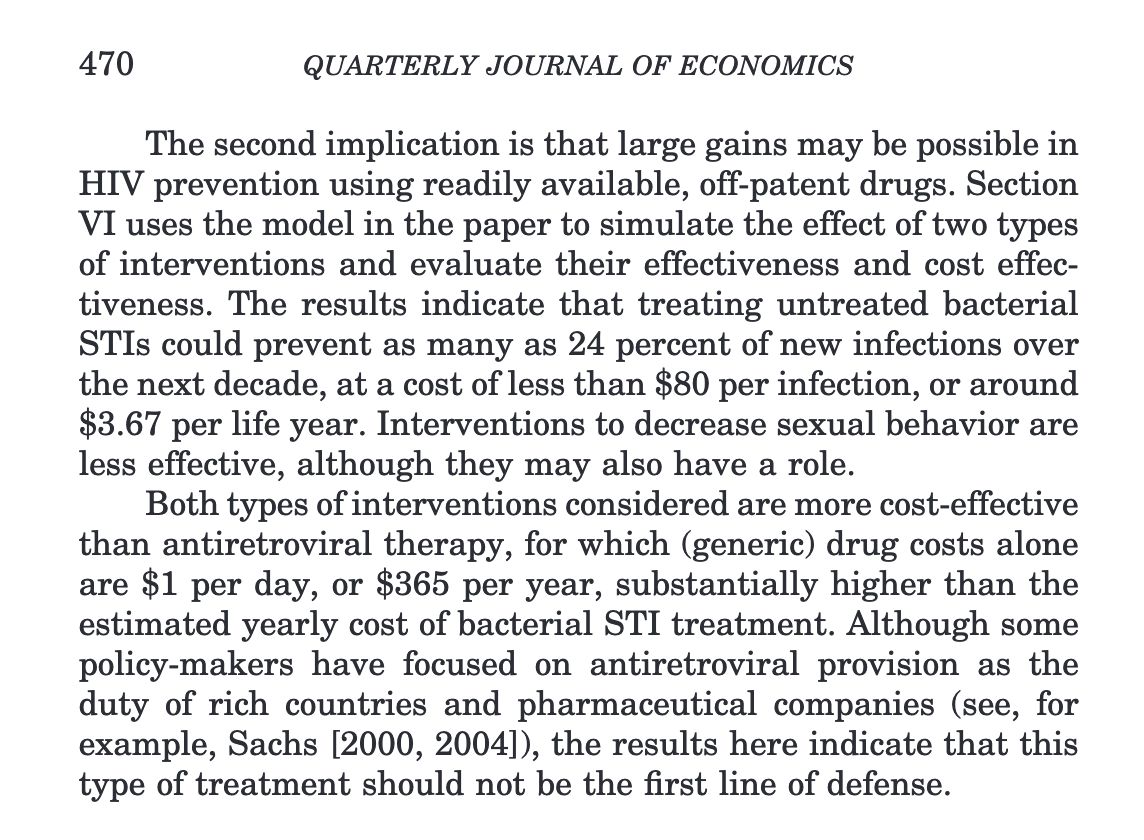 470 QUARTERLY JOURNAL OF ECONOMICS
The second implication is that large gains may be possible in
HIV prevention using readily available, off-patent drugs. Section
VI uses the model in the paper to simulate the effect of two types
of interventions and evaluate their effectiveness and cost effec-
tiveness. The results indicate that treating untreated bacterial
STIs could prevent as many as 24 percent of new infections over
the next decade, at a cost of less than $80 per infection, or around
$3.67 per life year. Interventions to decrease sexual behavior are
less effective, although they may also have a role.
Both types of interventions considered are more cost-effective
than antiretroviral therapy, for which (generic) drug costs alone
are $1 per day, or $365 per year, substantially higher than the
estimated yearly cost of bacterial STI treatment. Although some
policy-makers have focused on antiretroviral provision as the
duty of rich countries and pharmaceutical companies (see, for
example, Sachs [2000, 2004]), the results here indicate that this
type of treatment should not be the first line of defense.